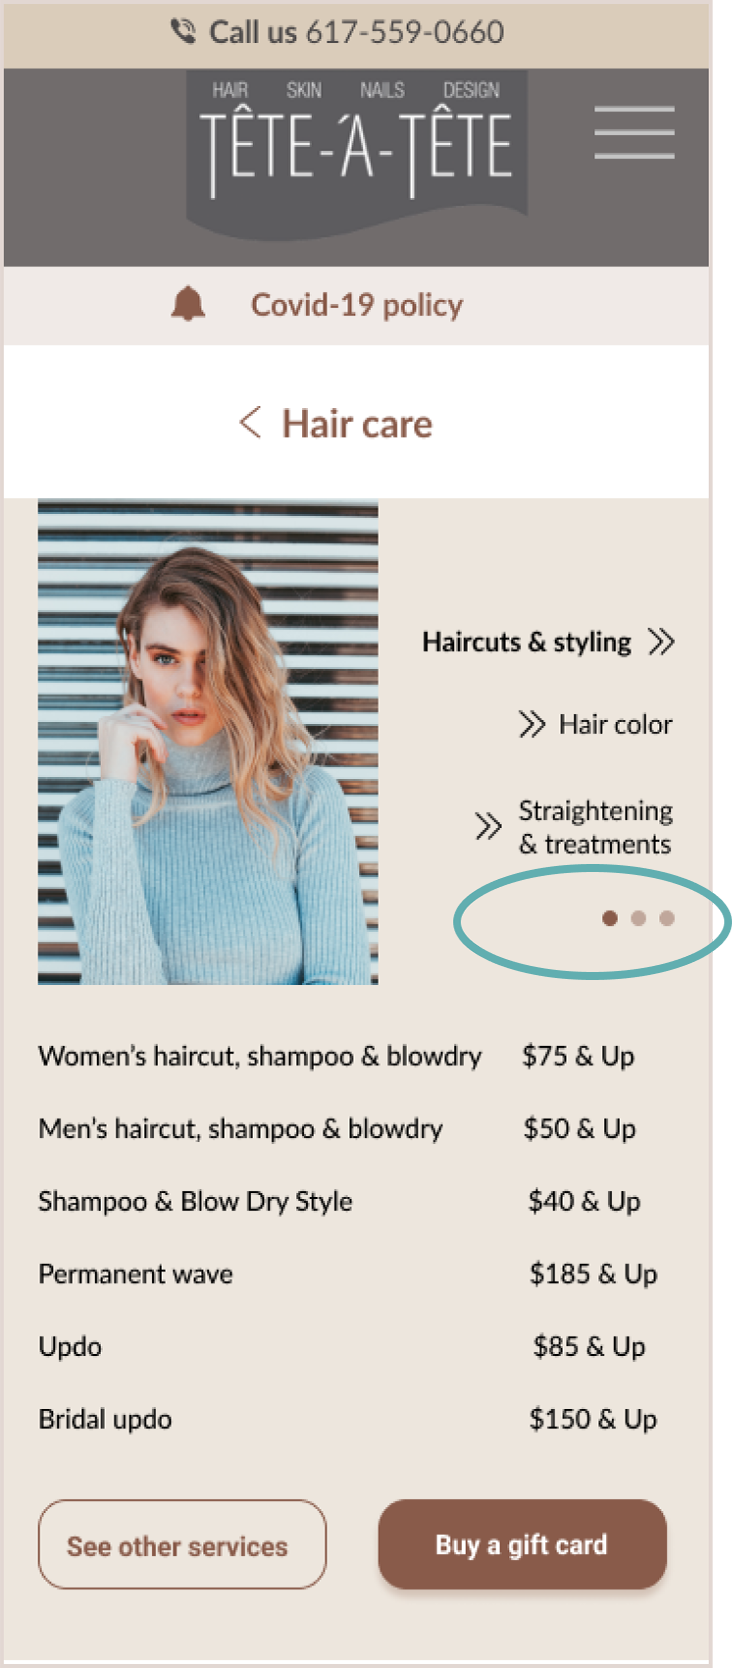 Call us 617-559-0660
HAIR SKIN NAILS DESIGN
TÊTE-´A-TÊTE
Covid-19 policy
Hair care
Haircuts & styling
Hair color
Straightening
& treatments
Women’s haircut, shampoo & blowdry $75 & Up
Men’s haircut, shampoo & blowdry $50 & Up
Shampoo & Blow Dry Style $40 & Up
Permanent wave $185 & Up
Updo $85 & Up
Bridal updo $150 & Up
See other services Buy a gift card